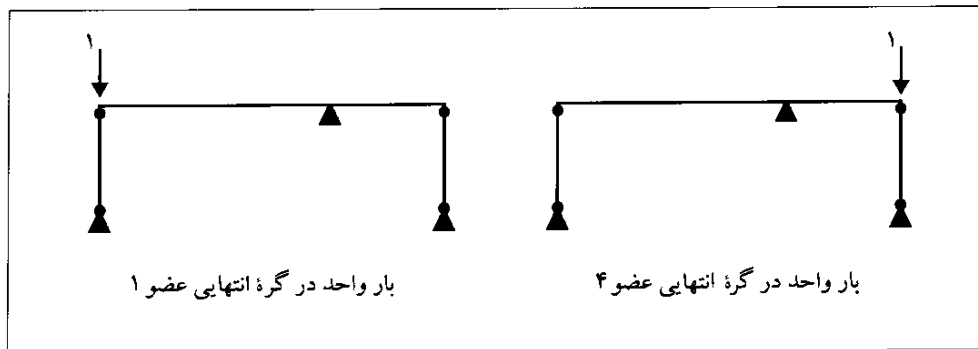 ۱
۱
بار واحد در گرهٔ انتهایی عضو ۴
بار واحد در گرهٔ انتهایی عضو ۱